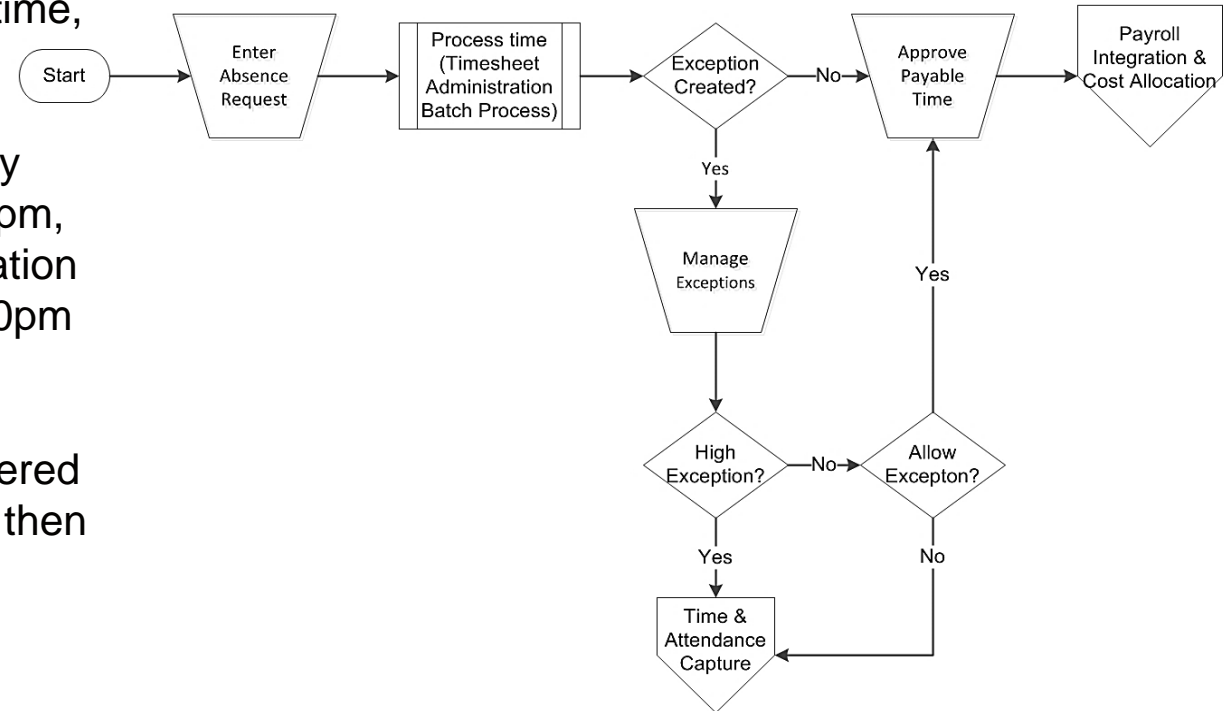 time,
y
pm,
ation
0pm
ered
then
Start
Enter
Absence
Request
Process time
(Timesheet
Administration
Batch Process)
Exception
Created?
No
Approve
Payable
Time
Payroll
Integration &
Cost Allocation
Yes
Manage
Exceptions
Yes
High
Exception?
No
Allow
Excepton?
Yes
No
Time &
Attendance
Capture